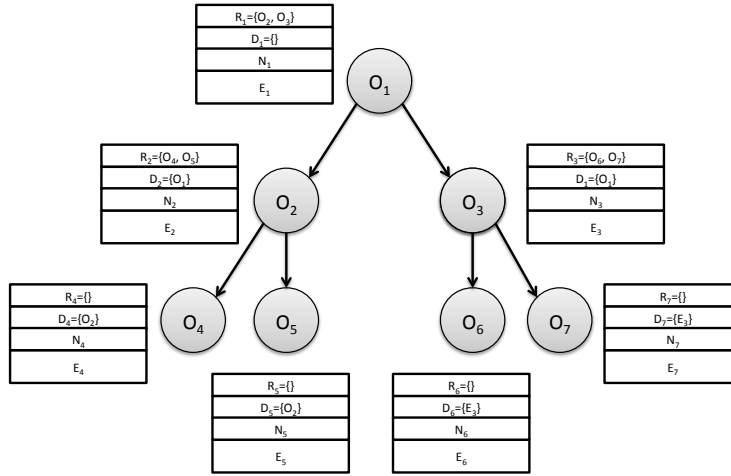 R₁={O₂, O₃}
D₁={}
N₁
E₁
O₁
R₂={O₄, O₅}
D₂={O₁}
N₂
E₂
O₂
O₃
R₃={O₆, O₇}
D₁={O₁}
N₃
E₃
R₄={}
D₄={O₂}
N₄
E₄
O₄
O₅
O₆
O₇
R₇={}
D₇={E₃}
N₇
E₇
R₅={}
D₅={O₂}
N₅
E₅
R₆={}
D₆={E₃}
N₆
E₆